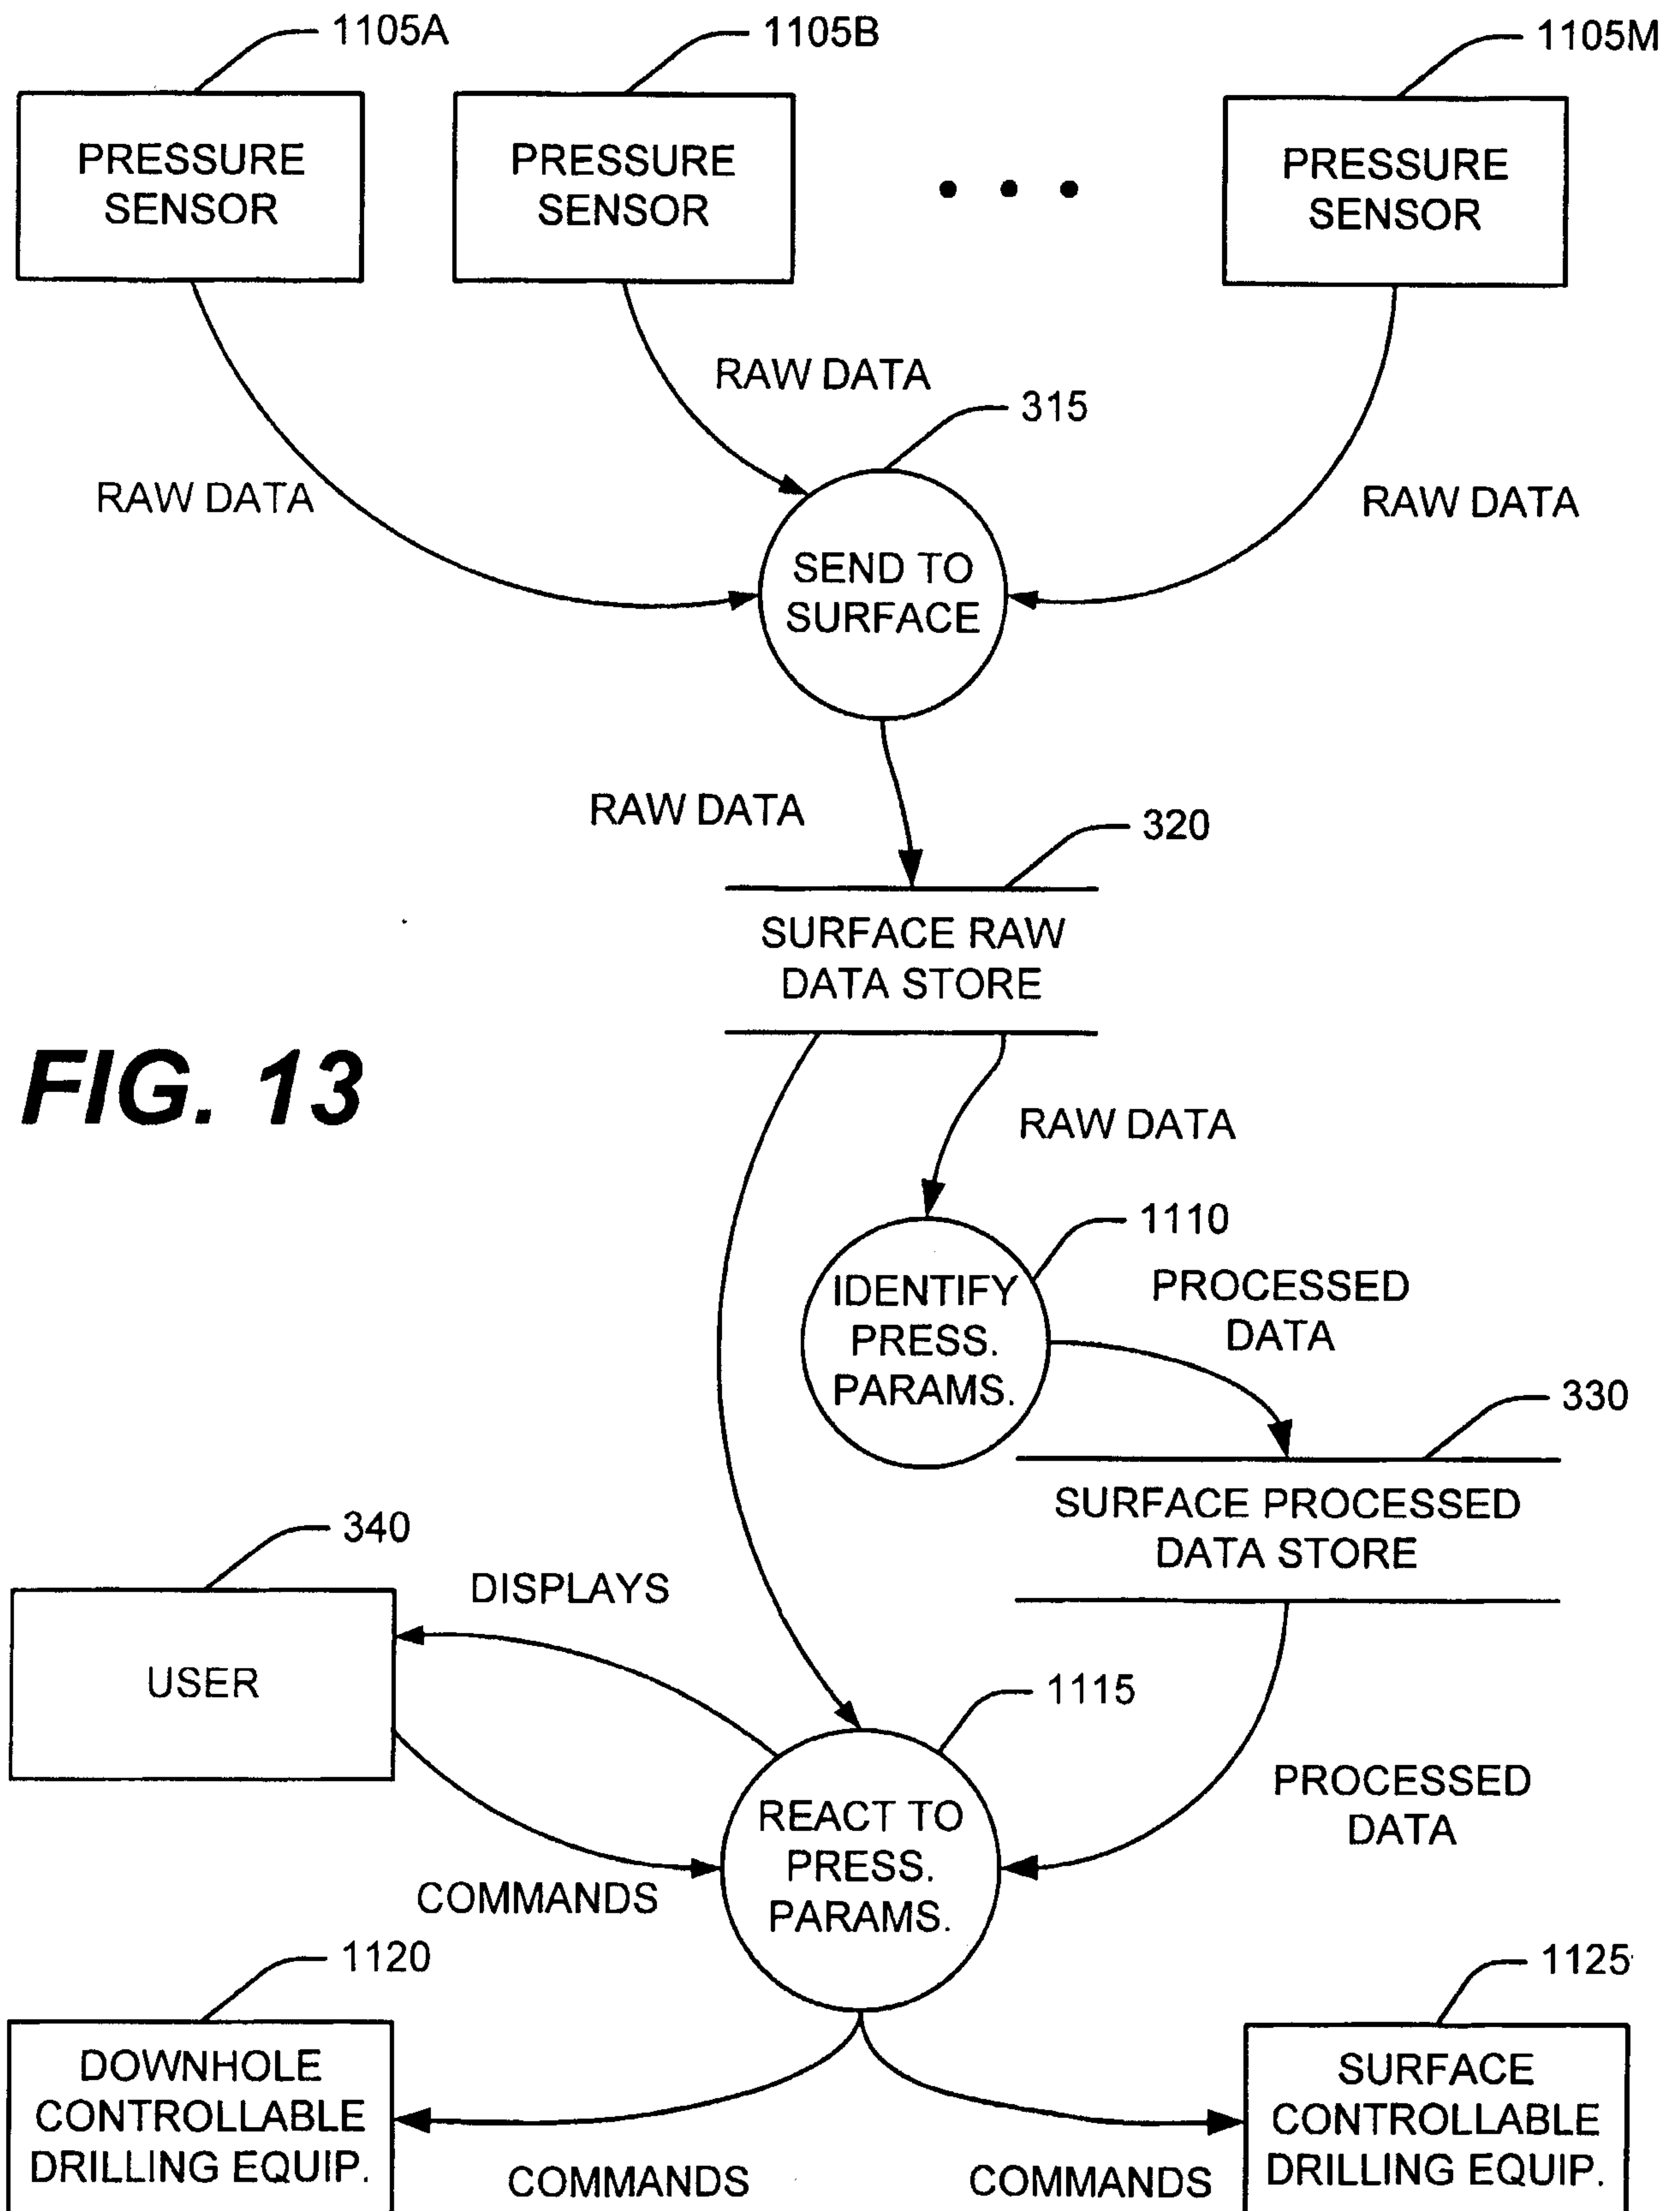 1105A
1105B
1105M
PRESSURE
SENSOR
PRESSURE
SENSOR
PRESSURE
SENSOR
RAW DATA
315
RAW DATA
RAW DATA
SEND TO
SURFACE
RAW DATA
320
SURFACE RAW
DATA STORE
FIG. 13
RAW DATA
1110
IDENTIFY
PRESS.
PARAMS.
PROCESSED
DATA
330
SURFACE PROCESSED
DATA STORE
340
DISPLAYS
USER
1115
REACT TO
PRESS.
PARAMS.
PROCESSED
DATA
COMMANDS
1120
1125
DOWNHOLE
CONTROLLABLE
DRILLING EQUIP.
SURFACE
CONTROLLABLE
DRILLING EQUIP.
COMMANDS
COMMANDS